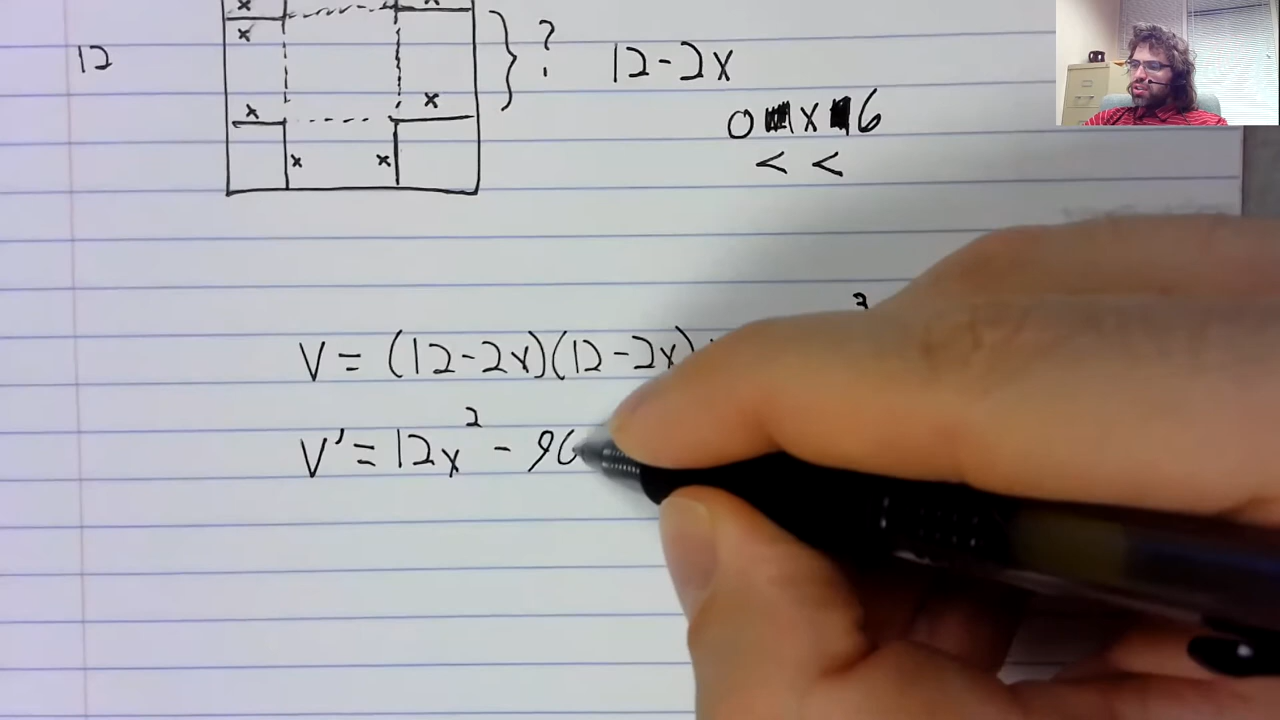 x x
x
12 } ? 12-2x
x x
0 x 6
< <
x x
V = (12-2x)(12-2x)
V' = 12x² - 96